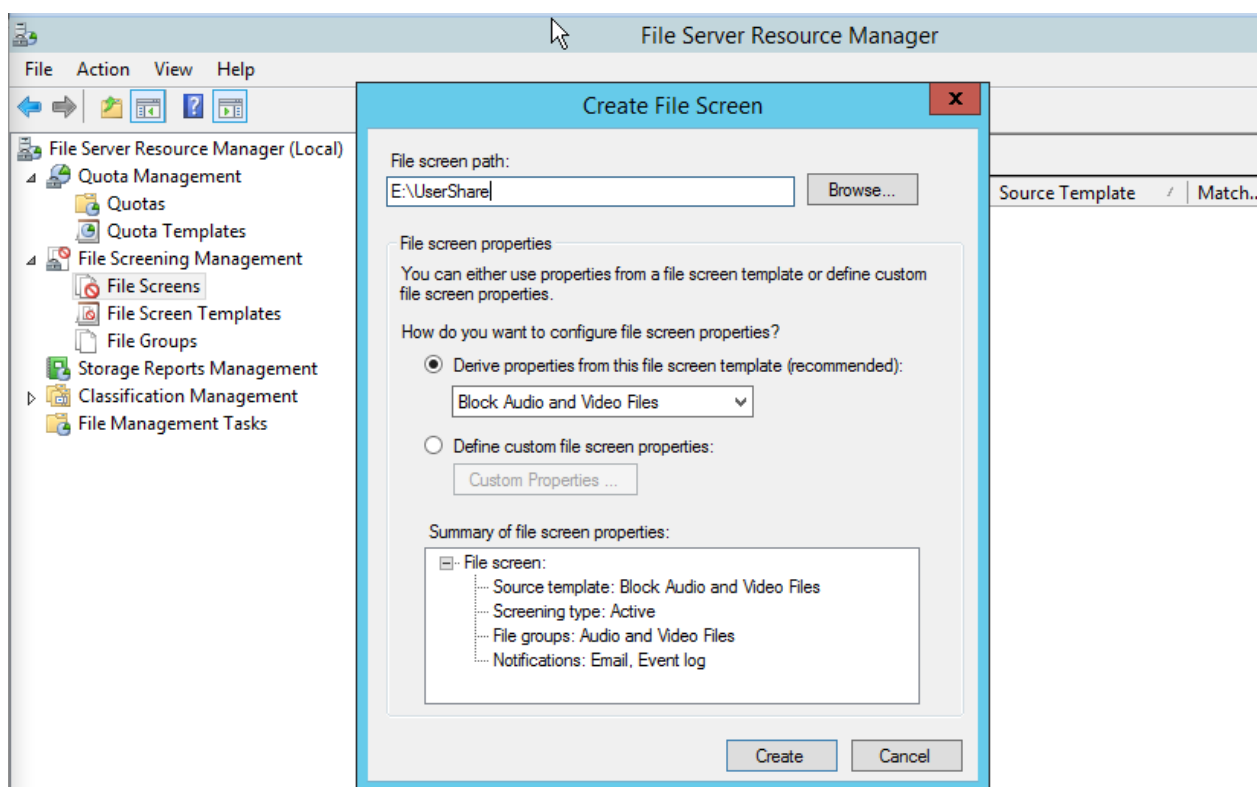 File Server Resource Manager
File Action View Help
File Server Resource Manager (Local)
Quota Management
Quotas
Quota Templates
File Screening Management
File Screens
File Screen Templates
File Groups
Storage Reports Management
Classification Management
File Management Tasks
Source Template Match...
Create File Screen
File screen path:
E:\UserShare
Browse...
File screen properties
You can either use properties from a file screen template or define custom
file screen properties.
How do you want to configure file screen properties?
Derive properties from this file screen template (recommended):
Block Audio and Video Files
Define custom file screen properties:
Custom Properties ...
Summary of file screen properties:
File screen:
Source template: Block Audio and Video Files
Screening type: Active
File groups: Audio and Video Files
Notifications: Email, Event log
Create Cancel